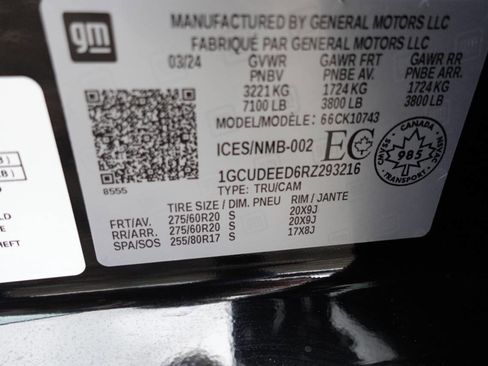 gm
MANUFACTURED BY GENERAL MOTORS LLC
FABRIQUÉ PAR GENERAL MOTORS LLC
03/24 GVWR GAWR FRT GAWR RR
PNBV PNBE AV. PNBE ARR.
3221 KG 1724 KG 1724 KG
7100 LB 3800 LB 3800 LB
MODEL/MODÈLE: 66CK10743
ICES/NMB-002 EC
CMVSS 985 NSVAC
TRANSPORT
8555
1GCUDEED6RZ293216
TYPE: TRU/CAM
TIRE SIZE / DIM. PNEU RIM / JANTE
FRT/AV. 275/60R20 S 20X9J
RR/ARR. 275/60R20 S 20X9J
SPA/SOS 255/80R17 S 17X8J